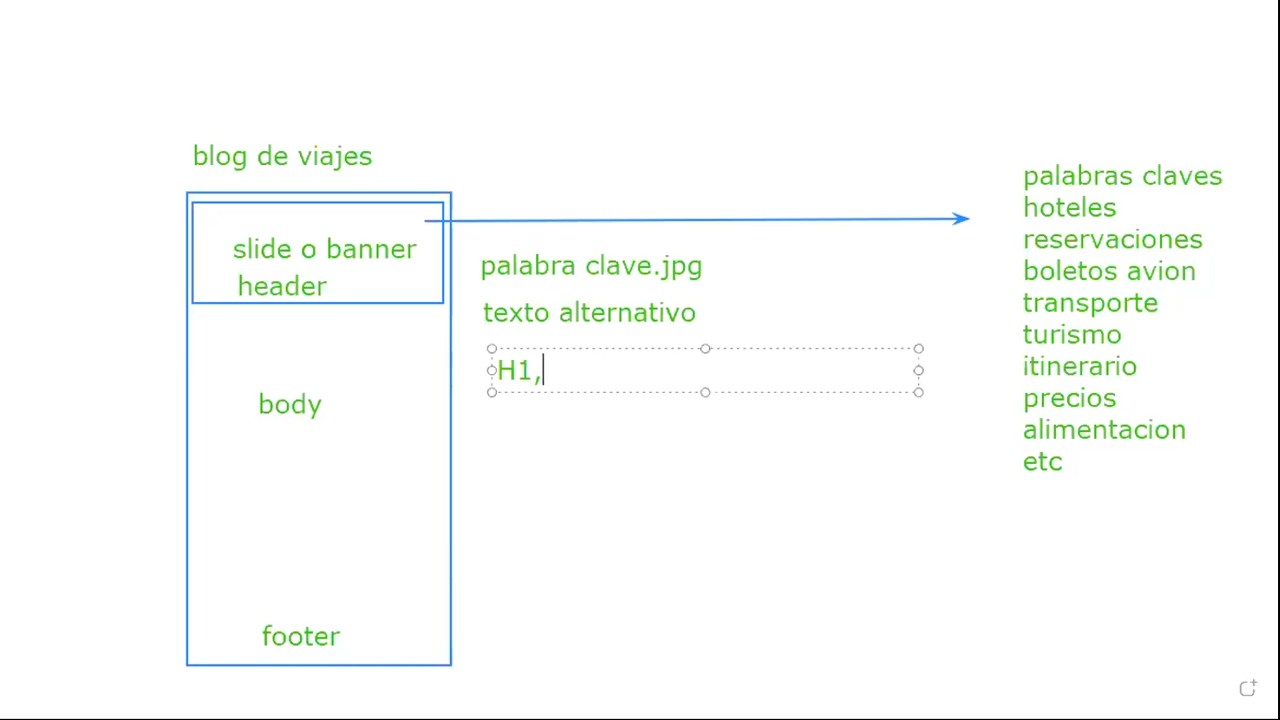 blog de viajes
slide o banner
header
body
footer
palabra clave.jpg
texto alternativo
H1,
palabras claves
hoteles
reservaciones
boletos avion
transporte
turismo
itinerario
precios
alimentacion
etc